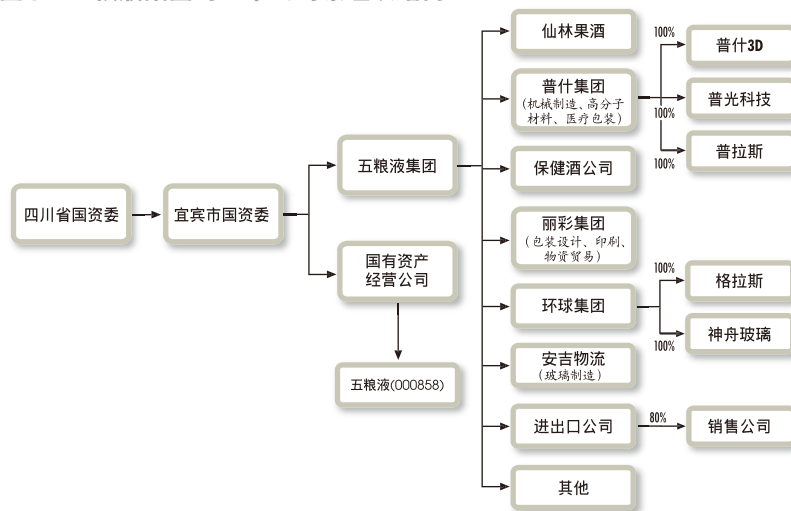 仙林果酒
普什集团
(机械制造、高分子
材料、医疗包装)
100%
普什3D
普光科技
100%
普拉斯
100%
五粮液集团
保健酒公司
四川省国资委
宜宾市国资委
丽彩集团
(包装设计、印刷、
物资贸易)
国有资产
经营公司
环球集团
100%
格拉斯
神舟玻璃
100%
安吉物流
(玻璃制造)
五粮液(000858)
进出口公司
80%
销售公司
其他